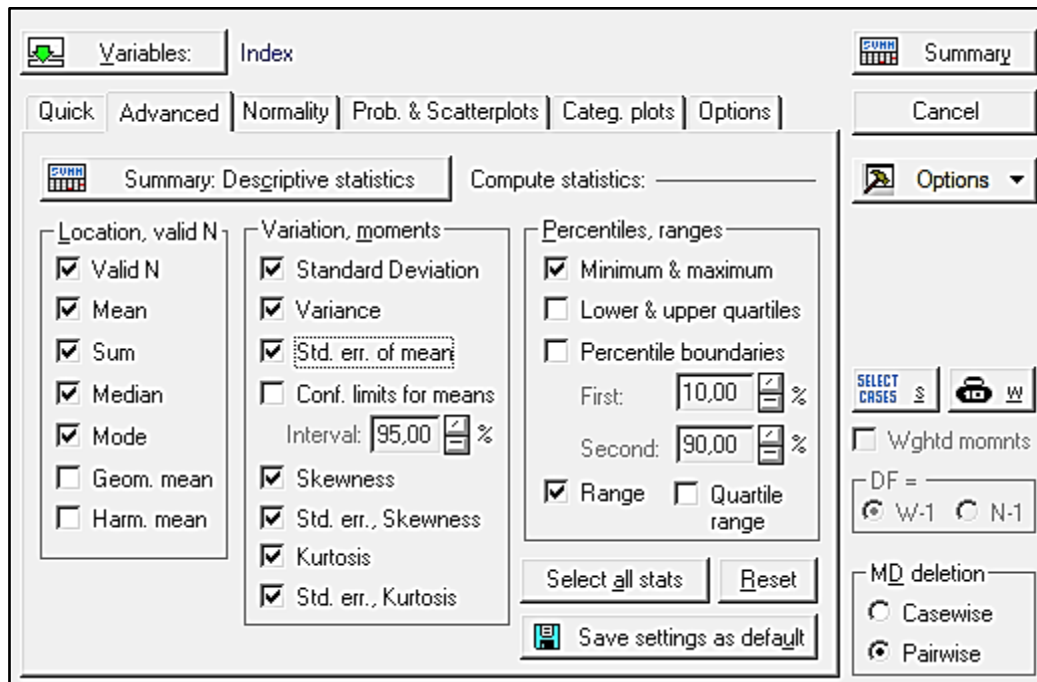 Variables: Index
Summary
Quick Advanced Normality Prob. & Scatterplots Categ. plots Options
Cancel
Summary: Descriptive statistics Compute statistics:
Options
Location, valid N
Valid N
Mean
Sum
Median
Mode
Geom. mean
Harm. mean
Variation, moments
Standard Deviation
Variance
Std. err. of mean
Conf. limits for means
Interval: 95,00 %
Skewness
Std. err., Skewness
Kurtosis
Std. err., Kurtosis
Percentiles, ranges
Minimum & maximum
Lower & upper quartiles
Percentile boundaries
First: 10,00 %
Second: 90,00 %
Range Quartile
range
Select all stats Reset
Save settings as default
SELECT
CASES S W
Wghtd momnts
DF =
W-1 N-1
MD deletion
Casewise
Pairwise